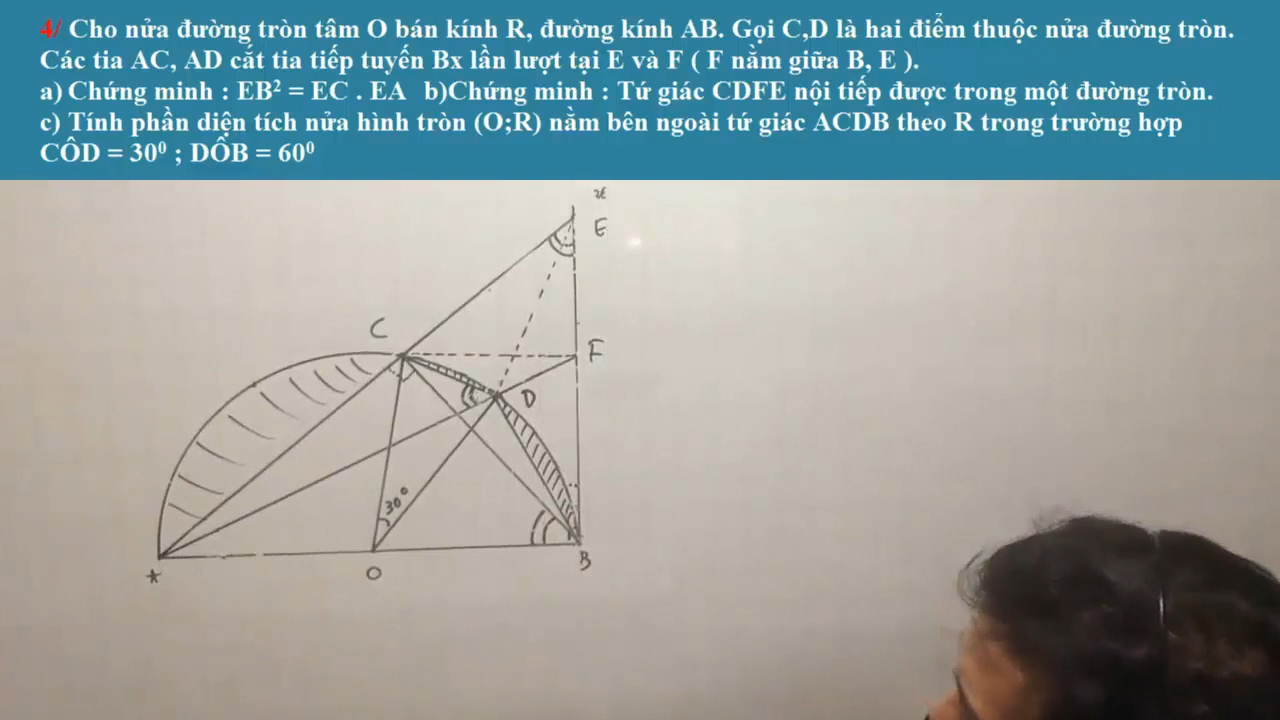 4/ Cho nửa đường tròn tâm O bán kính R, đường kính AB. Gọi C,D là hai điểm thuộc nửa đường tròn.
Các tia AC, AD cắt tia tiếp tuyến Bx lần lượt tại E và F ( F nằm giữa B, E ).
a) Chứng minh : EB² = EC . EA b)Chứng minh : Tứ giác CDFE nội tiếp được trong một đường tròn.
c) Tính phần diện tích nửa hình tròn (O;R) nằm bên ngoài tứ giác ACDB theo R trong trường hợp
CÔD = 30⁰ ; DÔB = 60⁰
x
E
C
F
D
30⁰
A
O
B